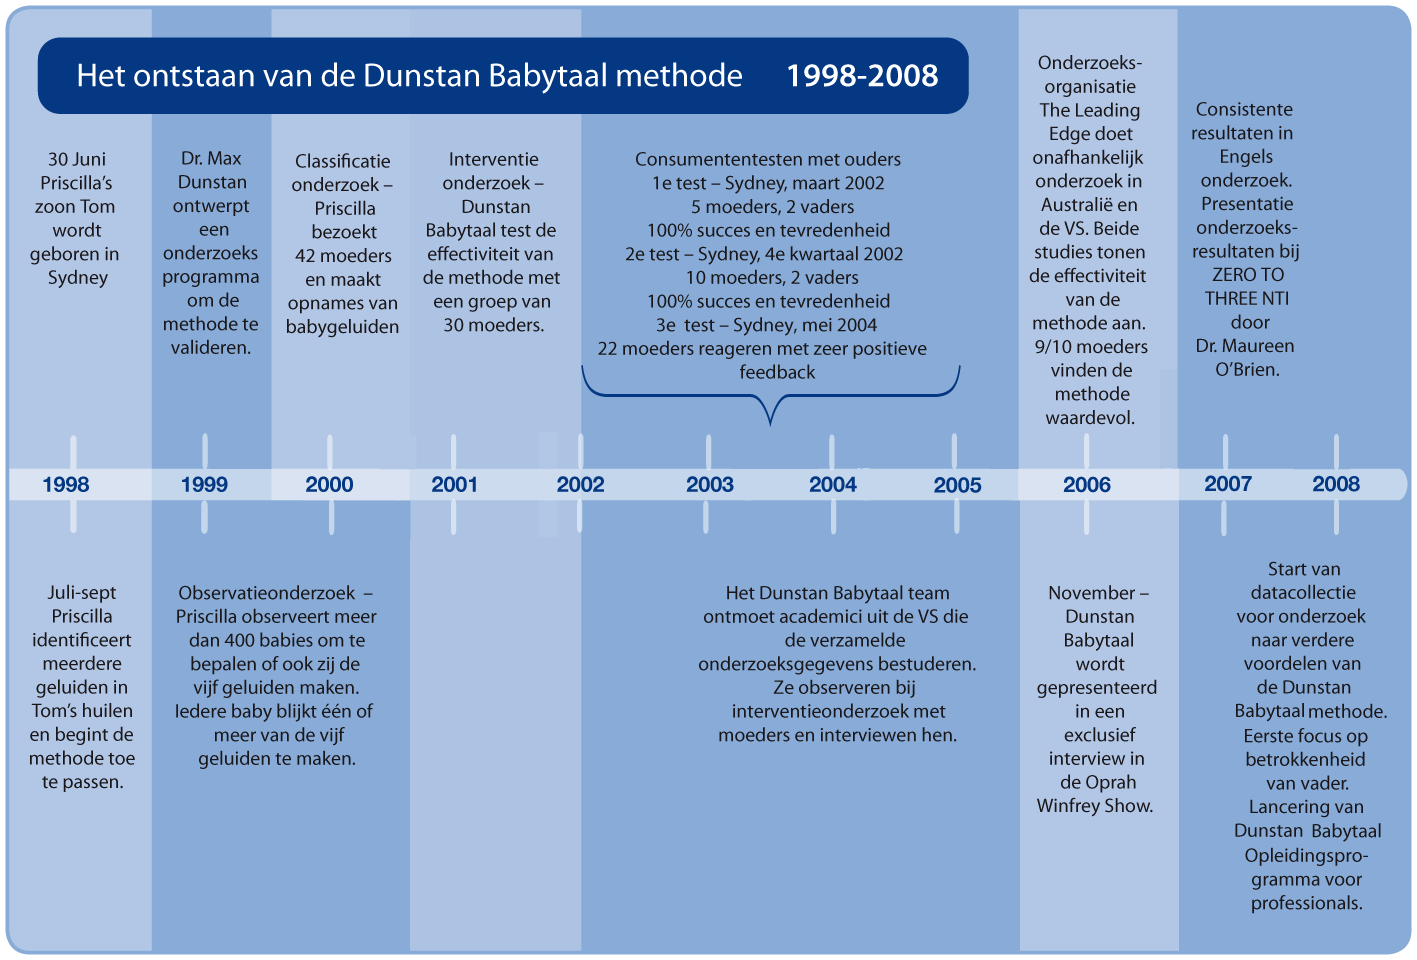 Het ontstaan van de Dunstan Babytaal methode 1998-2008
30 Juni
Priscilla’s
zoon Tom
wordt
geboren in
Sydney
Dr. Max
Dunstan
ontwerpt
een
onderzoeks
programma
om de
methode te
valideren.
Classificatie
onderzoek –
Priscilla
bezoekt
42 moeders
en maakt
opnames van
babygeluiden
Interventie
onderzoek –
Dunstan
Babytaal test de
effectiviteit van
de methode met
een groep van
30 moeders.
Consumententesten met ouders
1e test – Sydney, maart 2002
5 moeders, 2 vaders
100% succes en tevredenheid
2e test – Sydney, 4e kwartaal 2002
10 moeders, 2 vaders
100% succes en tevredenheid
3e test – Sydney, mei 2004
22 moeders reageren met zeer positieve
feedback
Onderzoeks-
organisatie
The Leading
Edge doet
onafhankelijk
onderzoek in
Australië en
de VS. Beide
studies tonen
de effectiviteit
van de
methode aan.
9/10 moeders
vinden de
methode
waardevol.
Consistente
resultaten in
Engels
onderzoek.
Presentatie
onderzoeks-
resultaten bij
ZERO TO
THREE NTI
door
Dr. Maureen
O’Brien.
1998 1999 2000 2001 2002 2003 2004 2005 2006 2007 2008
Juli-sept
Priscilla
identificeert
meerdere
geluiden in
Tom’s huilen
en begint de
methode toe
te passen.
Observatieonderzoek –
Priscilla observeert meer
dan 400 babies om te
bepalen of ook zij de
vijf geluiden maken.
Iedere baby blijkt één of
meer van de vijf
geluiden te maken.
Het Dunstan Babytaal team
ontmoet academici uit de VS die
de verzamelde
onderzoeksgegevens bestuderen.
Ze observeren bij
interventieonderzoek met
moeders en interviewen hen.
November –
Dunstan
Babytaal
wordt
gepresenteerd
in een
exclusief
interview in
de Oprah
Winfrey Show.
Start van
datacollectie
voor onderzoek
naar verdere
voordelen van
de Dunstan
Babytaal methode.
Eerste focus op
betrokkenheid
van vader.
Lancering van
Dunstan Babytaal
Opleidingspro-
gramma voor
professionals.